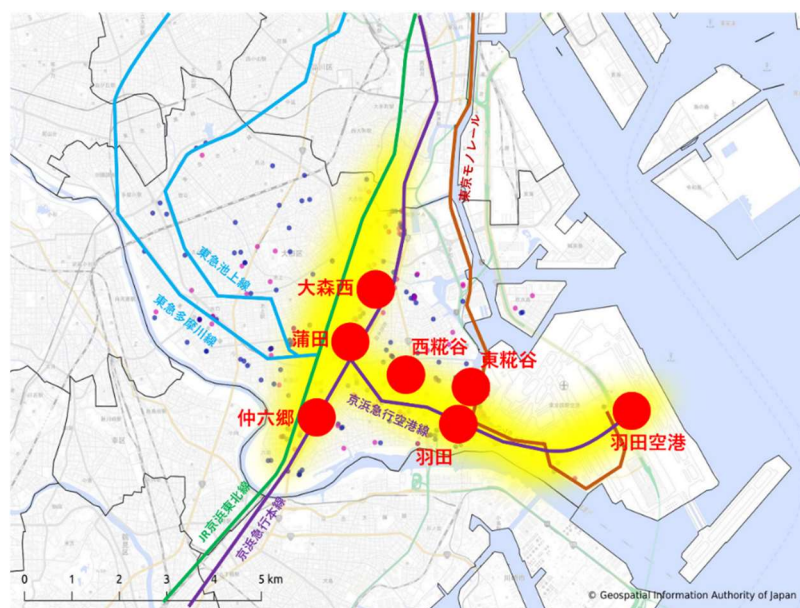 東京モノレール
東急池上線
東急多摩川線
大森西
蒲田
西糀谷
東糀谷
仲六郷
京浜急行空港線
羽田
羽田空港
JR京浜東北線
京浜急行本線
0 1 2 3 4 5 km
© Geospatial Information Authority of Japan